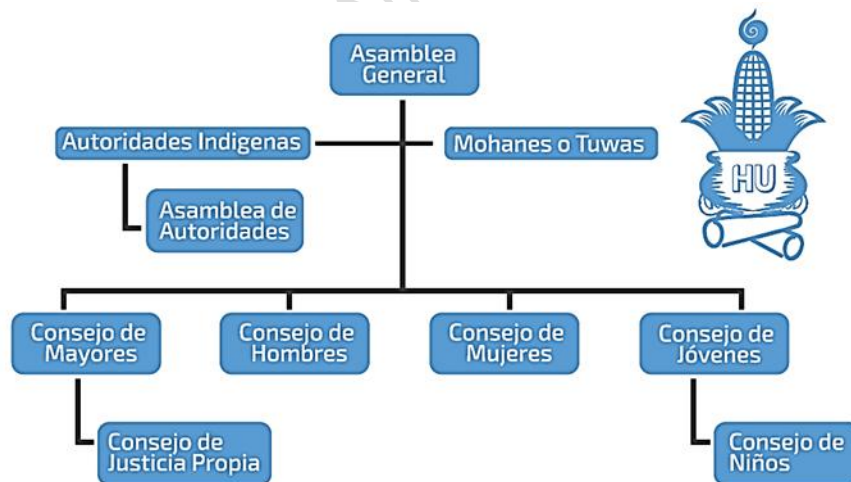 Asamblea
General
Autoridades Indigenas
Mohanes o Tuwas
HU
Asamblea de
Autoridades
Consejo de
Mayores
Consejo de
Hombres
Consejo de
Mujeres
Consejo de
Jóvenes
Consejo de
Justicia Propia
Consejo de
Niños